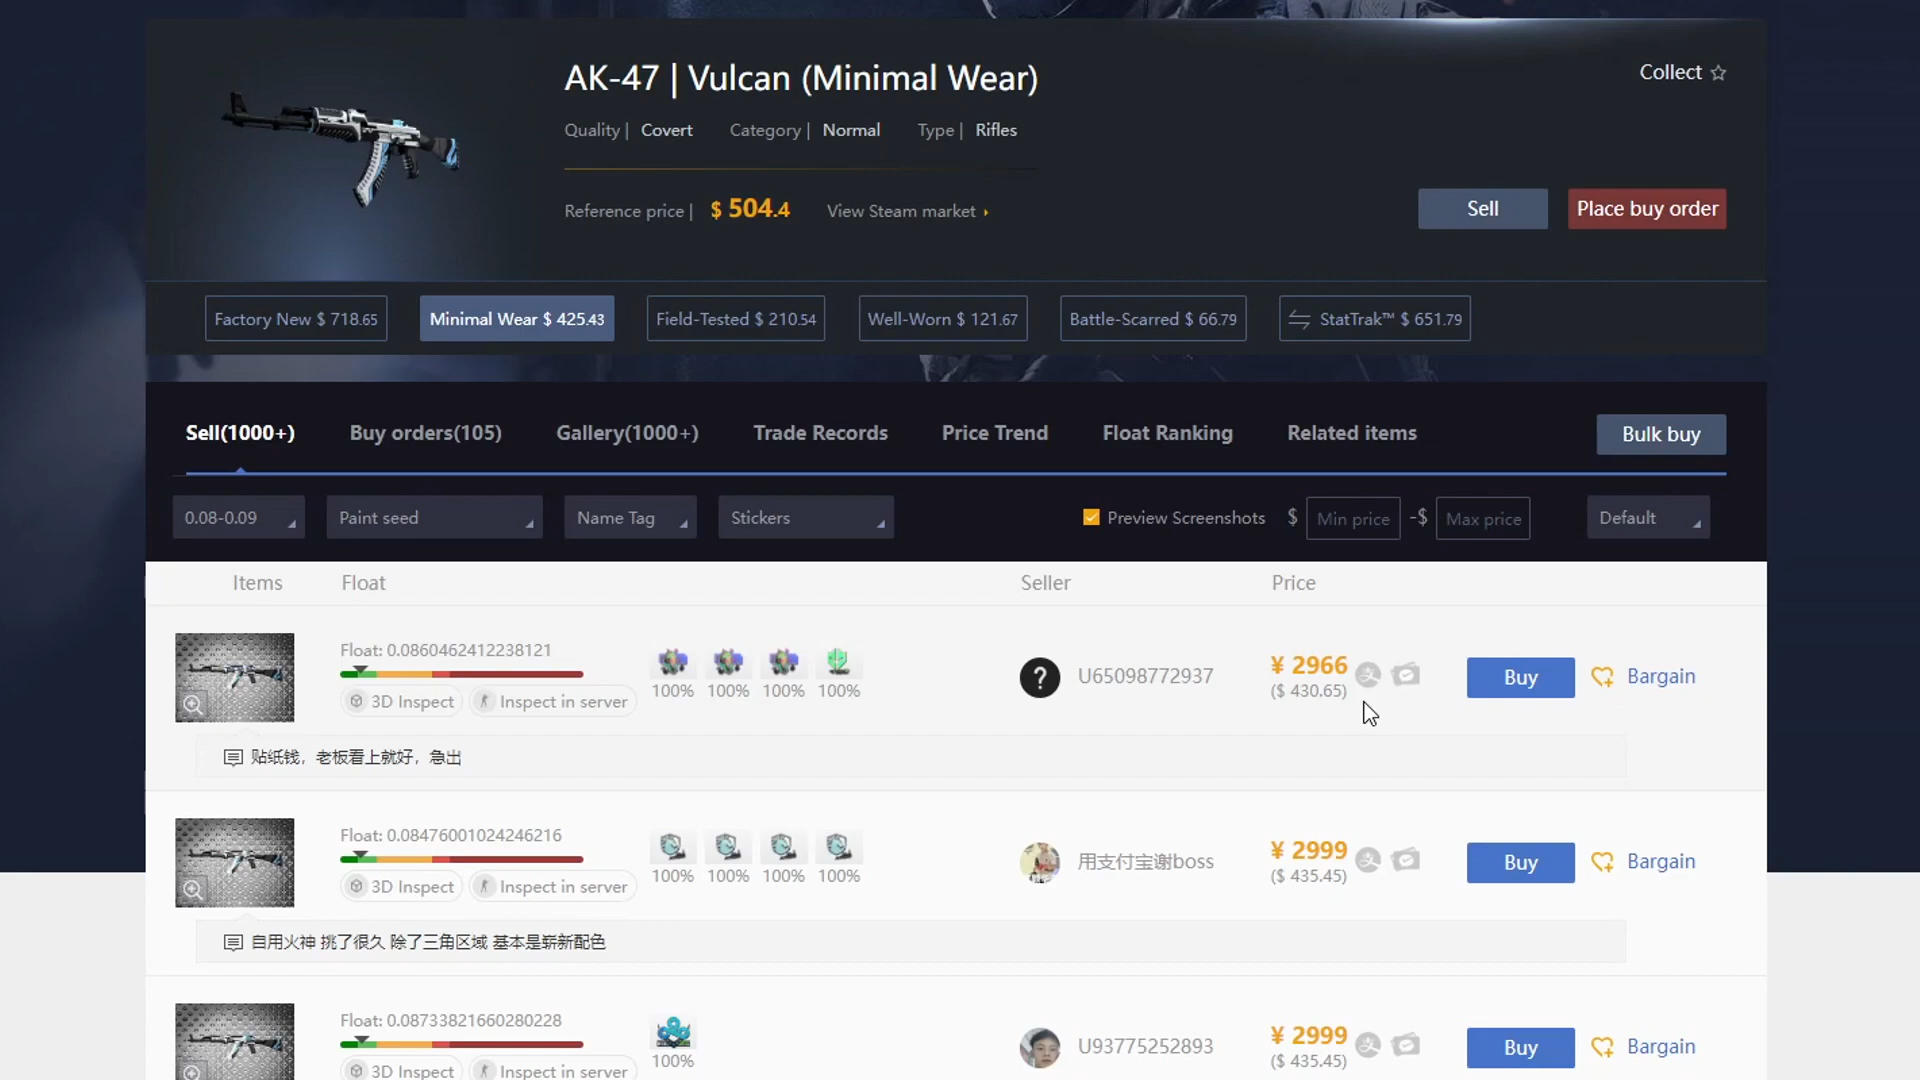 AK-47 | Vulcan (Minimal Wear)
Collect
Quality | Covert Category | Normal Type | Rifles
Reference price | $ 504.4 View Steam market
Sell
Place buy order
Factory New $ 718.65
Minimal Wear $ 425.43
Field-Tested $ 210.54
Well-Worn $ 121.67
Battle-Scarred $ 66.79
StatTrak™ $ 651.79
Sell(1000+) Buy orders(105) Gallery(1000+) Trade Records Price Trend Float Ranking Related items
Bulk buy
0.08-0.09 Paint seed Name Tag Stickers Preview Screenshots $ Min price -$ Max price Default
Items Float Seller Price
Float: 0.0860462412238121
3D Inspect Inspect in server
100% 100% 100% 100%
?
U65098772937
¥ 2966
($ 430.65)
Buy
Bargain
贴纸钱，老板看上就好，急出
Float: 0.08476001024246216
3D Inspect Inspect in server
100% 100% 100% 100%
用支付宝谢boss
¥ 2999
($ 435.45)
Buy
Bargain
自用火神 挑了很久 除了三角区域 基本是崭新配色
Float: 0.08733821660280228
3D Inspect Inspect in server
100%
U93775252893
¥ 2999
($ 435.45)
Buy
Bargain